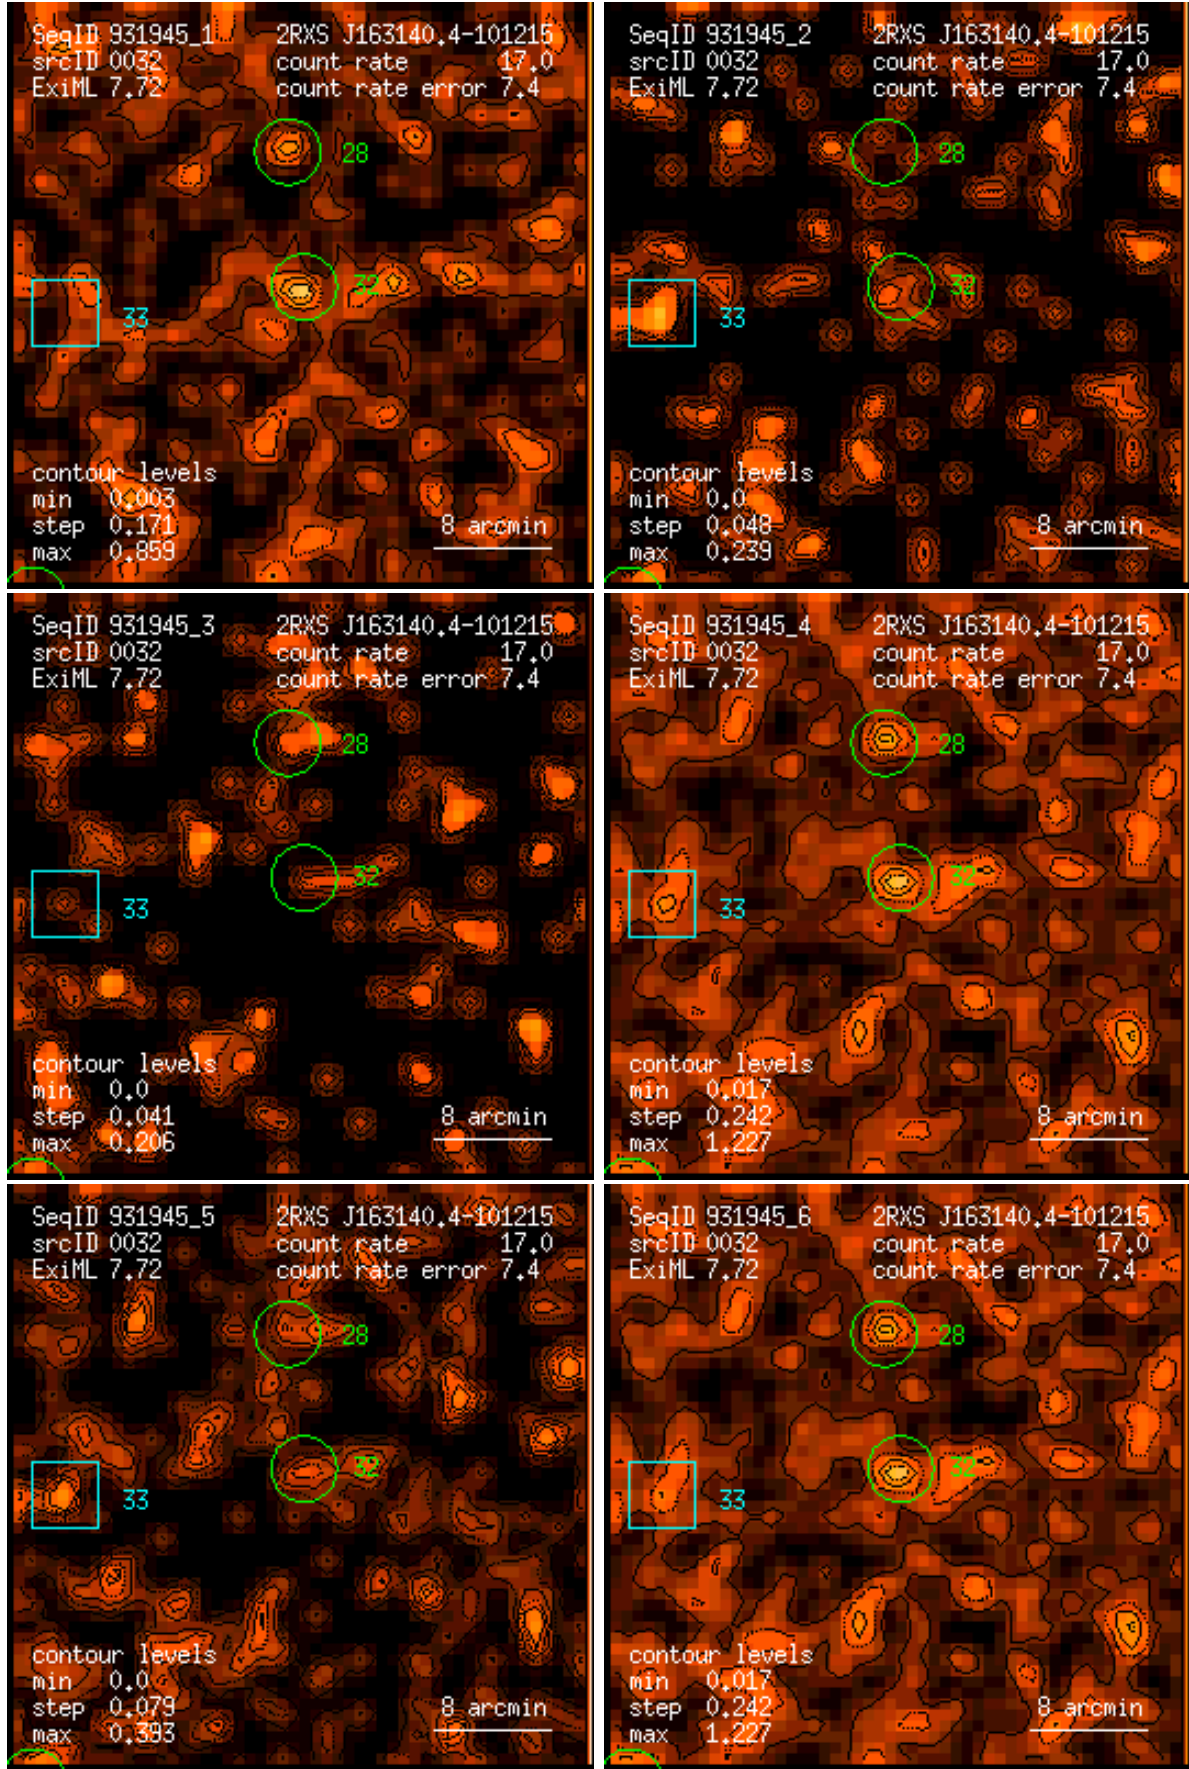 SeqID 931945_1 2RXS J163140.4-101215
srcID 0032 count rate 17.0
ExiML 7.72 count rate error 7.4
28
32
33
contour levels
min 0.003
step 0.171
max 0.859
8 arcmin
SeqID 931945_2 2RXS J163140.4-101215
srcID 0032 count rate 17.0
ExiML 7.72 count rate error 7.4
28
32
33
contour levels
min 0.0
step 0.048
max 0.239
8 arcmin
SeqID 931945_3 2RXS J163140.4-101215
srcID 0032 count rate 17.0
ExiML 7.72 count rate error 7.4
28
32
33
contour levels
min 0.0
step 0.041
max 0.206
8 arcmin
SeqID 931945_4 2RXS J163140.4-101215
srcID 0032 count rate 17.0
ExiML 7.72 count rate error 7.4
28
32
33
contour levels
min 0.017
step 0.242
max 1.227
8 arcmin
SeqID 931945_5 2RXS J163140.4-101215
srcID 0032 count rate 17.0
ExiML 7.72 count rate error 7.4
28
32
33
contour levels
min 0.0
step 0.079
max 0.393
8 arcmin
SeqID 931945_6 2RXS J163140.4-101215
srcID 0032 count rate 17.0
ExiML 7.72 count rate error 7.4
28
32
33
contour levels
min 0.017
step 0.242
max 1.227
8 arcmin